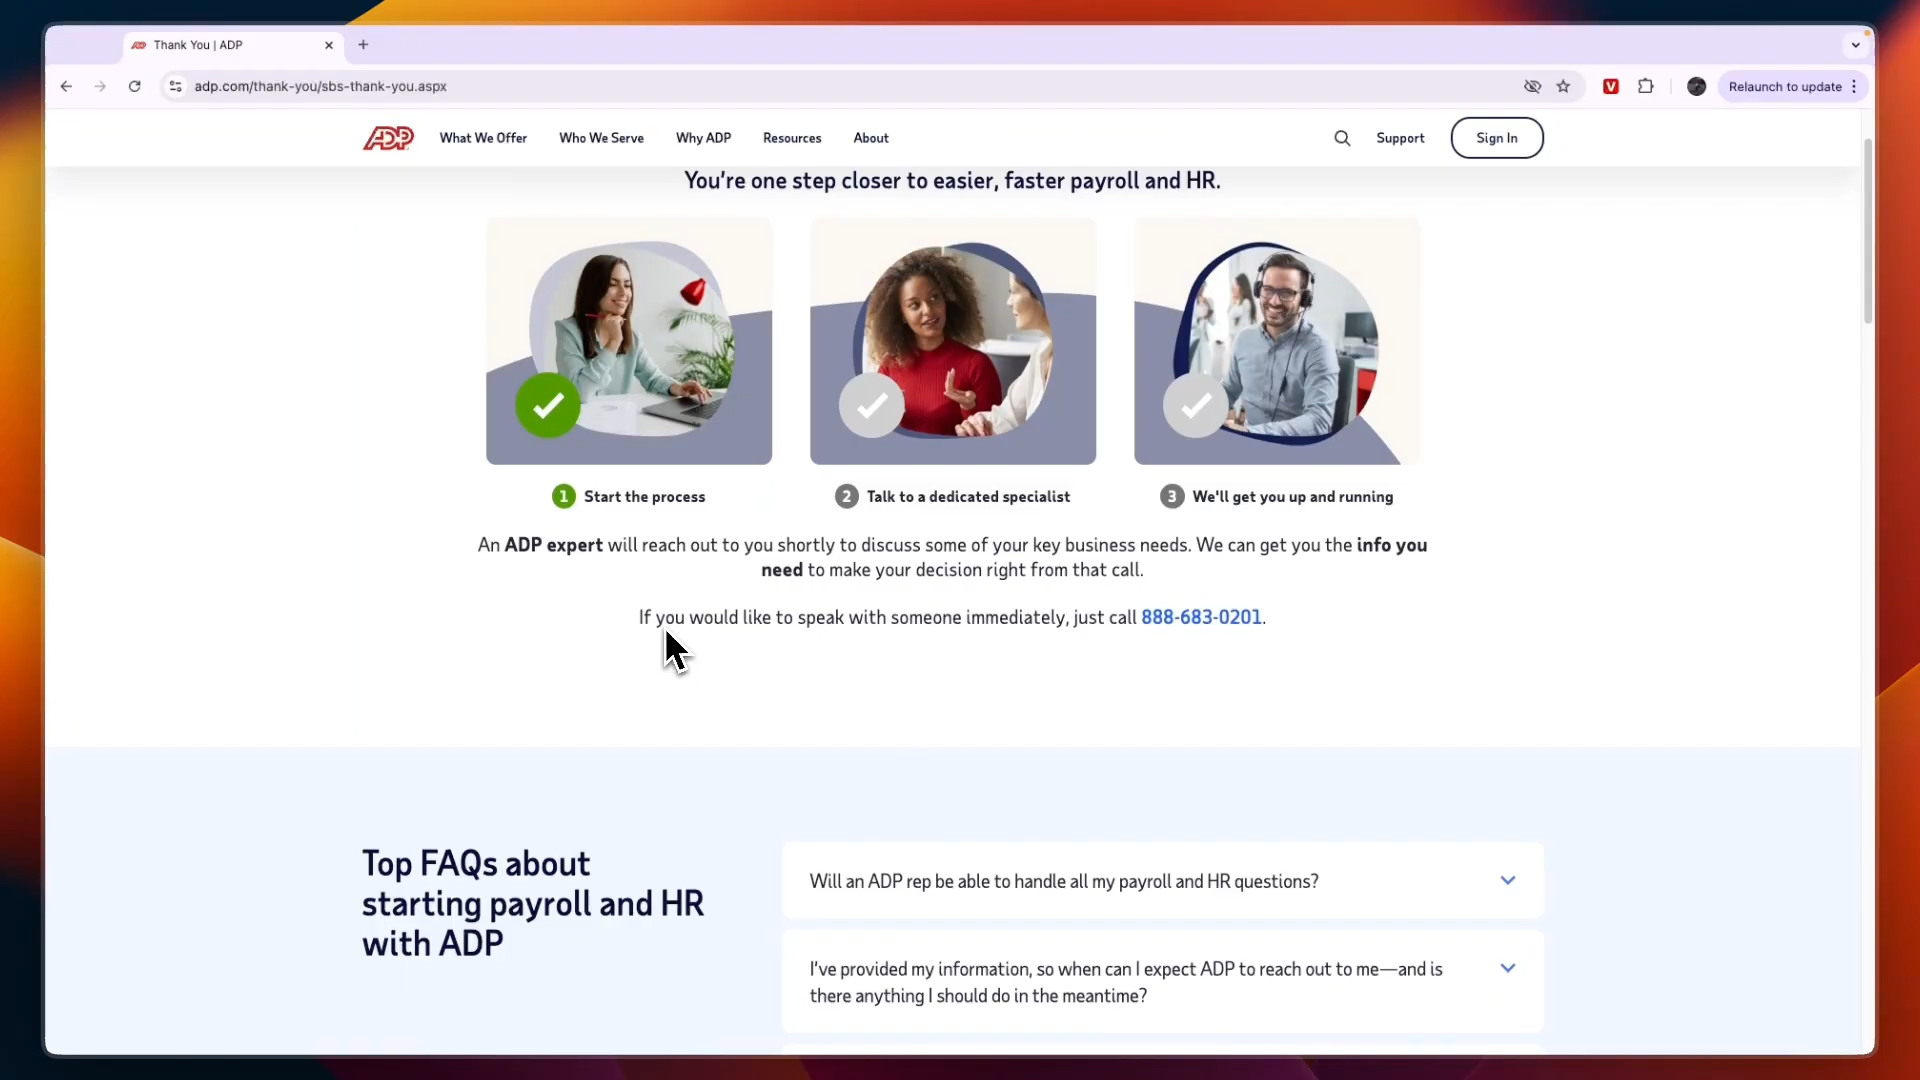 Thank You | ADP
adp.com/thank-you/sbs-thank-you.aspx
V
Relaunch to update
ADP
What We Offer
Who We Serve
Why ADP
Resources
About
Support
Sign In
You're one step closer to easier, faster payroll and HR.
1 Start the process
2 Talk to a dedicated specialist
3 We'll get you up and running
An ADP expert will reach out to you shortly to discuss some of your key business needs. We can get you the info you
need to make your decision right from that call.
If you would like to speak with someone immediately, just call 888-683-0201.
Top FAQs about
starting payroll and HR
with ADP
Will an ADP rep be able to handle all my payroll and HR questions?
I've provided my information, so when can I expect ADP to reach out to me—and is
there anything I should do in the meantime?